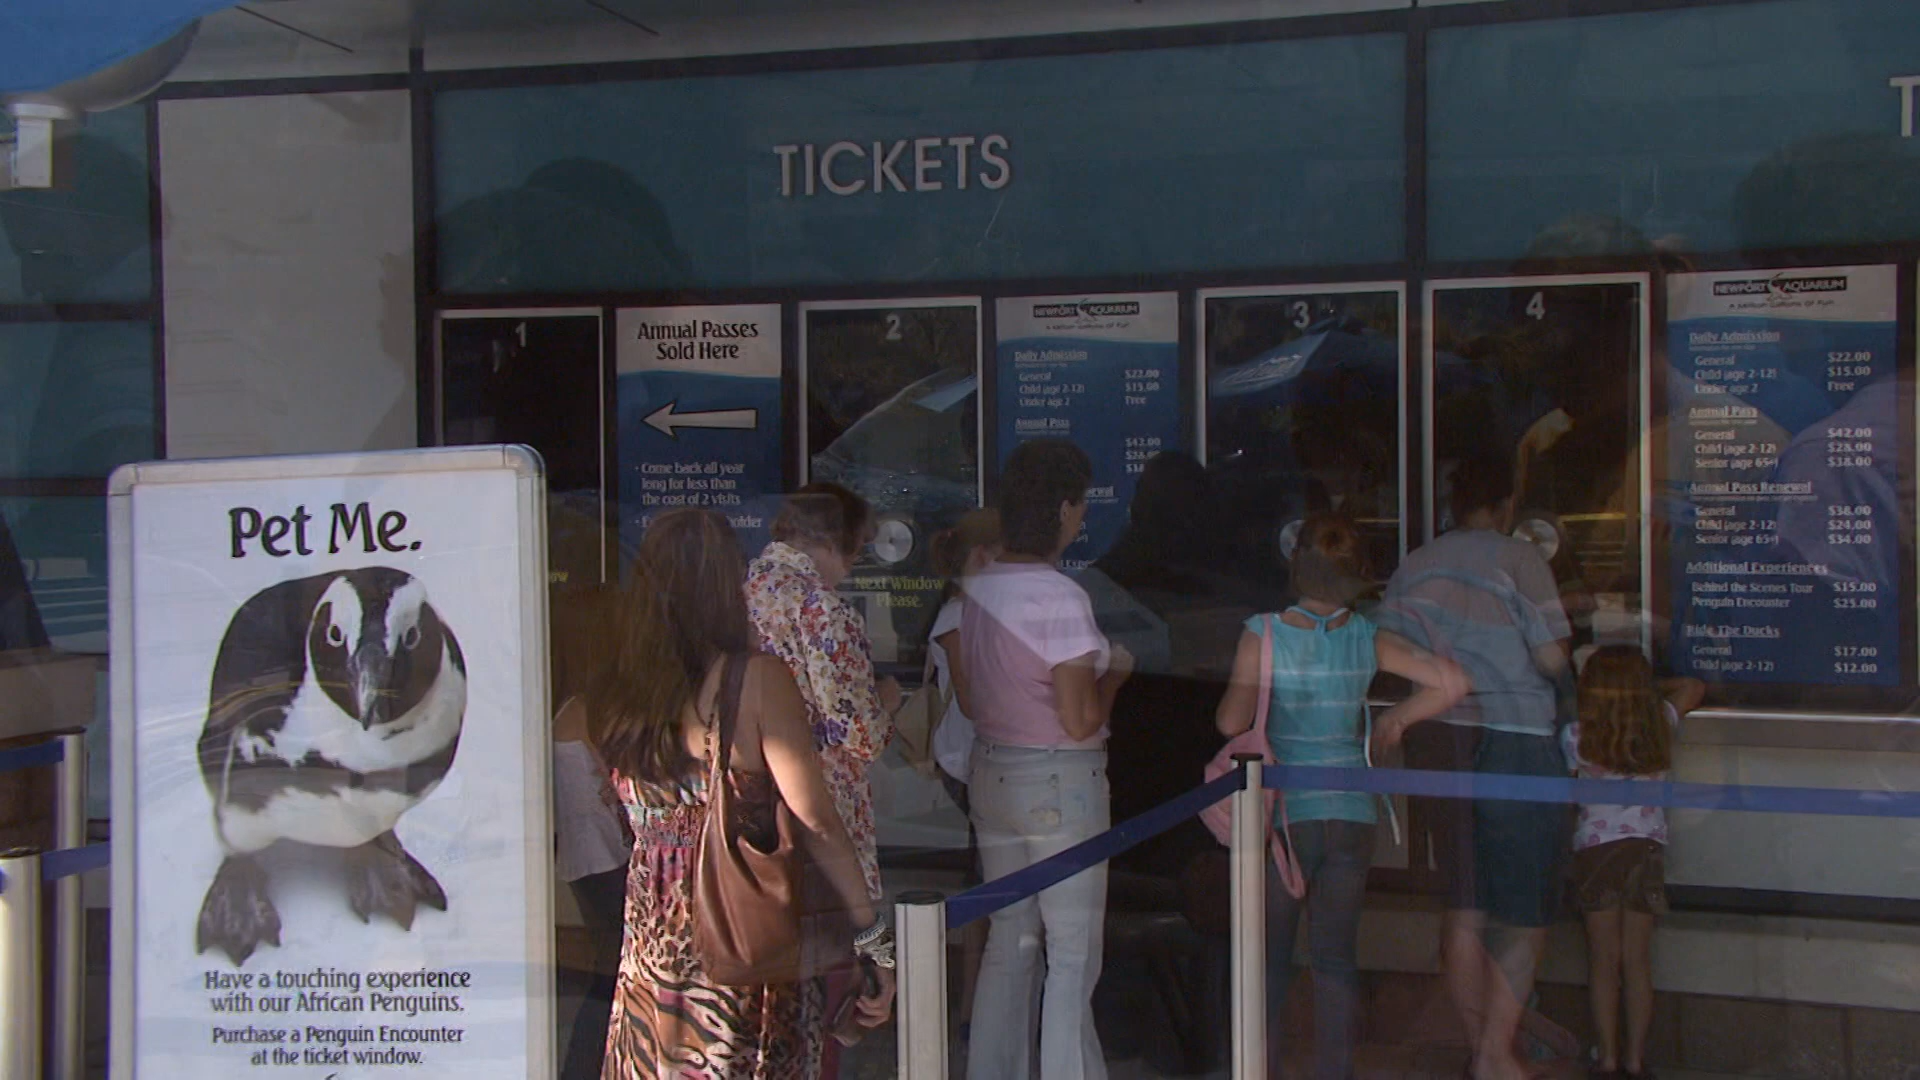 TICKETS
T
1
Annual Passes
Sold Here
Come back all year
long for less than
the cost of 2 visits
holder
2
Next Window
Please.
NEWPORT AQUARIUM
Daily Admission
General $22.00
Child (age 2-12) $15.00
Under age 2 Free
Annual Pass
$42.00
3
4
NEWPORT AQUARIUM
Daily Admission
General $22.00
Child (age 2-12) $15.00
Under age 2 Free
Annual Pass
General $42.00
Child (age 2-12) $28.00
Senior (age 65+) $38.00
Annual Pass Renewal
General $38.00
Child (age 2-12) $24.00
Senior (age 65+) $34.00
Additional Experiences
Behind the Scenes Tour $15.00
Penguin Encounter $25.00
Ride The Ducks
General $17.00
Child (age 2-12) $12.00
Pet Me.
Have a touching experience
with our African Penguins.
Purchase a Penguin Encounter
at the ticket window.